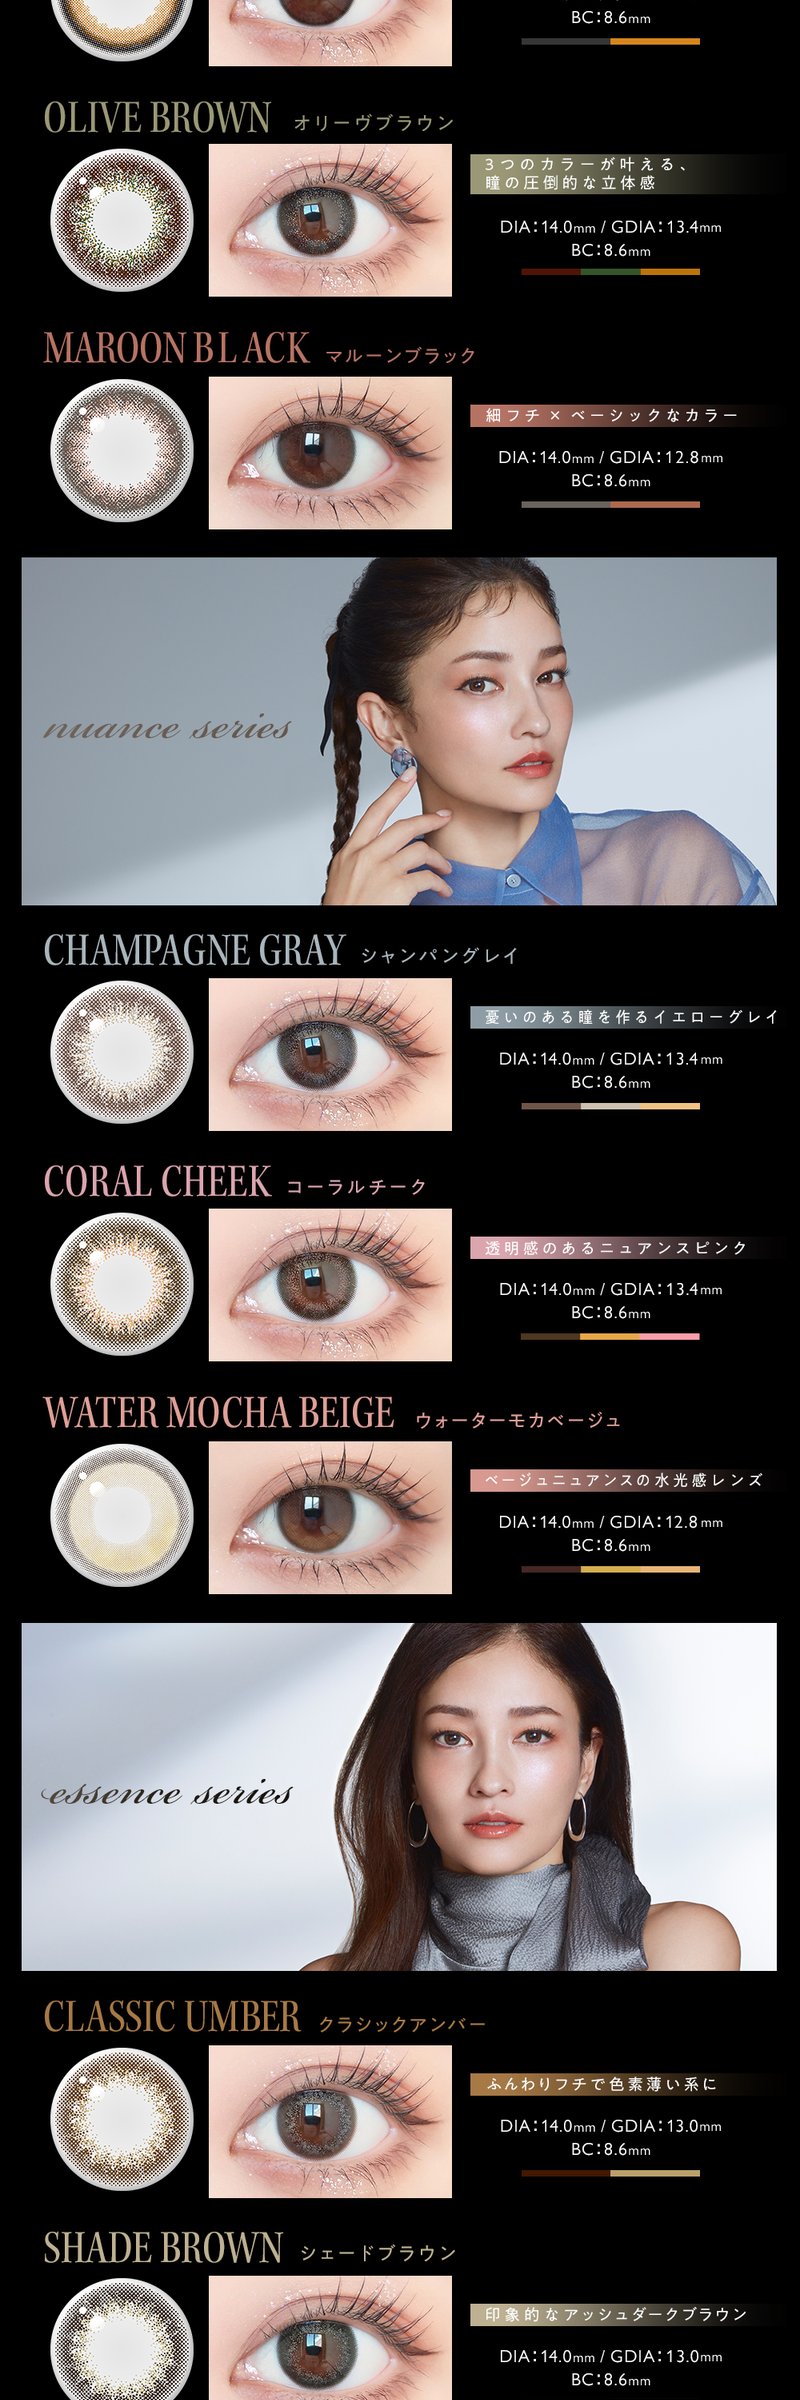 BC：8.6mm
OLIVE BROWN オリーヴブラウン
3つのカラーが叶える、
瞳の圧倒的な立体感
DIA：14.0mm / GDIA：13.4mm
BC：8.6mm
MAROON BLACK マルーンブラック
細フチ × ベーシックなカラー
DIA：14.0mm / GDIA：12.8mm
BC：8.6mm
nuance series
CHAMPAGNE GRAY シャンパングレイ
憂いのある瞳を作るイエローグレイ
DIA：14.0mm / GDIA：13.4mm
BC：8.6mm
CORAL CHEEK コーラルチーク
透明感のあるニュアンスピンク
DIA：14.0mm / GDIA：13.4mm
BC：8.6mm
WATER MOCHA BEIGE ウォーターモカベージュ
ベージュニュアンスの水光感レンズ
DIA：14.0mm / GDIA：12.8mm
BC：8.6mm
essence series
CLASSIC UMBER クラシックアンバー
ふんわりフチで色素薄い系に
DIA：14.0mm / GDIA：13.0mm
BC：8.6mm
SHADE BROWN シェードブラウン
印象的なアッシュダークブラウン
DIA：14.0mm / GDIA：13.0mm
BC：8.6mm